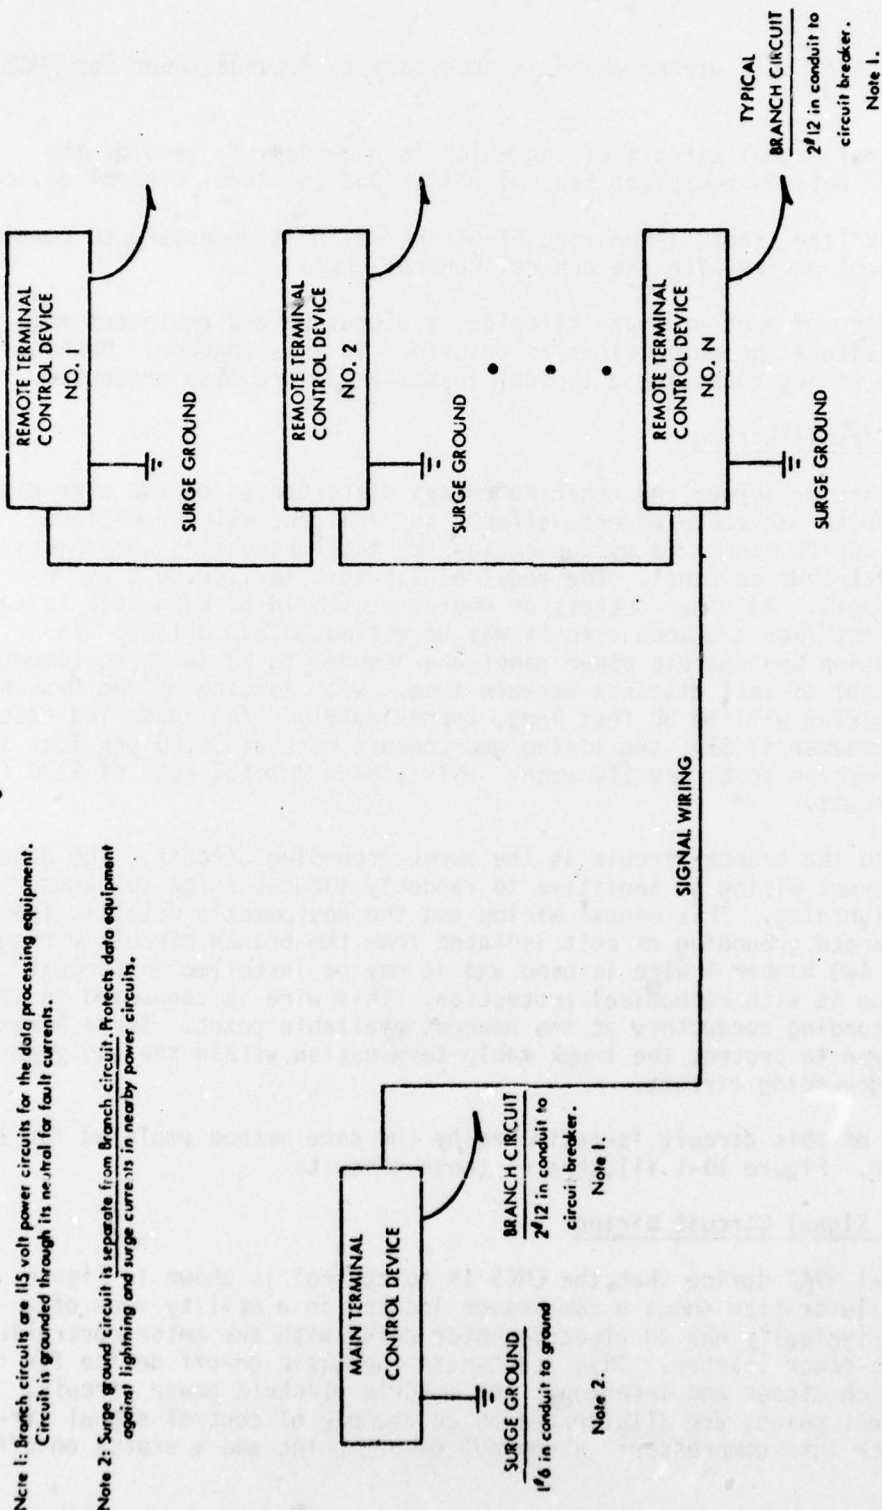 Note 1: Branch circuits are 115 volt power circuits for the data processing equipment.
Circuit is grounded through its neutral for fault currents.
Note 2: Surge ground circuit is separate from Branch circuit. Protects data equipment
against lightning and surge currents in nearby power circuits.
REMOTE TERMINAL
CONTROL DEVICE
NO. 1
SURGE GROUND
REMOTE TERMINAL
CONTROL DEVICE
NO. 2
SURGE GROUND
REMOTE TERMINAL
CONTROL DEVICE
NO. N
SURGE GROUND
TYPICAL
BRANCH CIRCUIT
2#12 in conduit to
circuit breaker.
Note 1.
SIGNAL WIRING
MAIN TERMINAL
CONTROL DEVICE
SURGE GROUND
1#6 in conduit to ground
Note 2.
BRANCH CIRCUIT
2#12 in conduit to
circuit breaker.
Note 1.